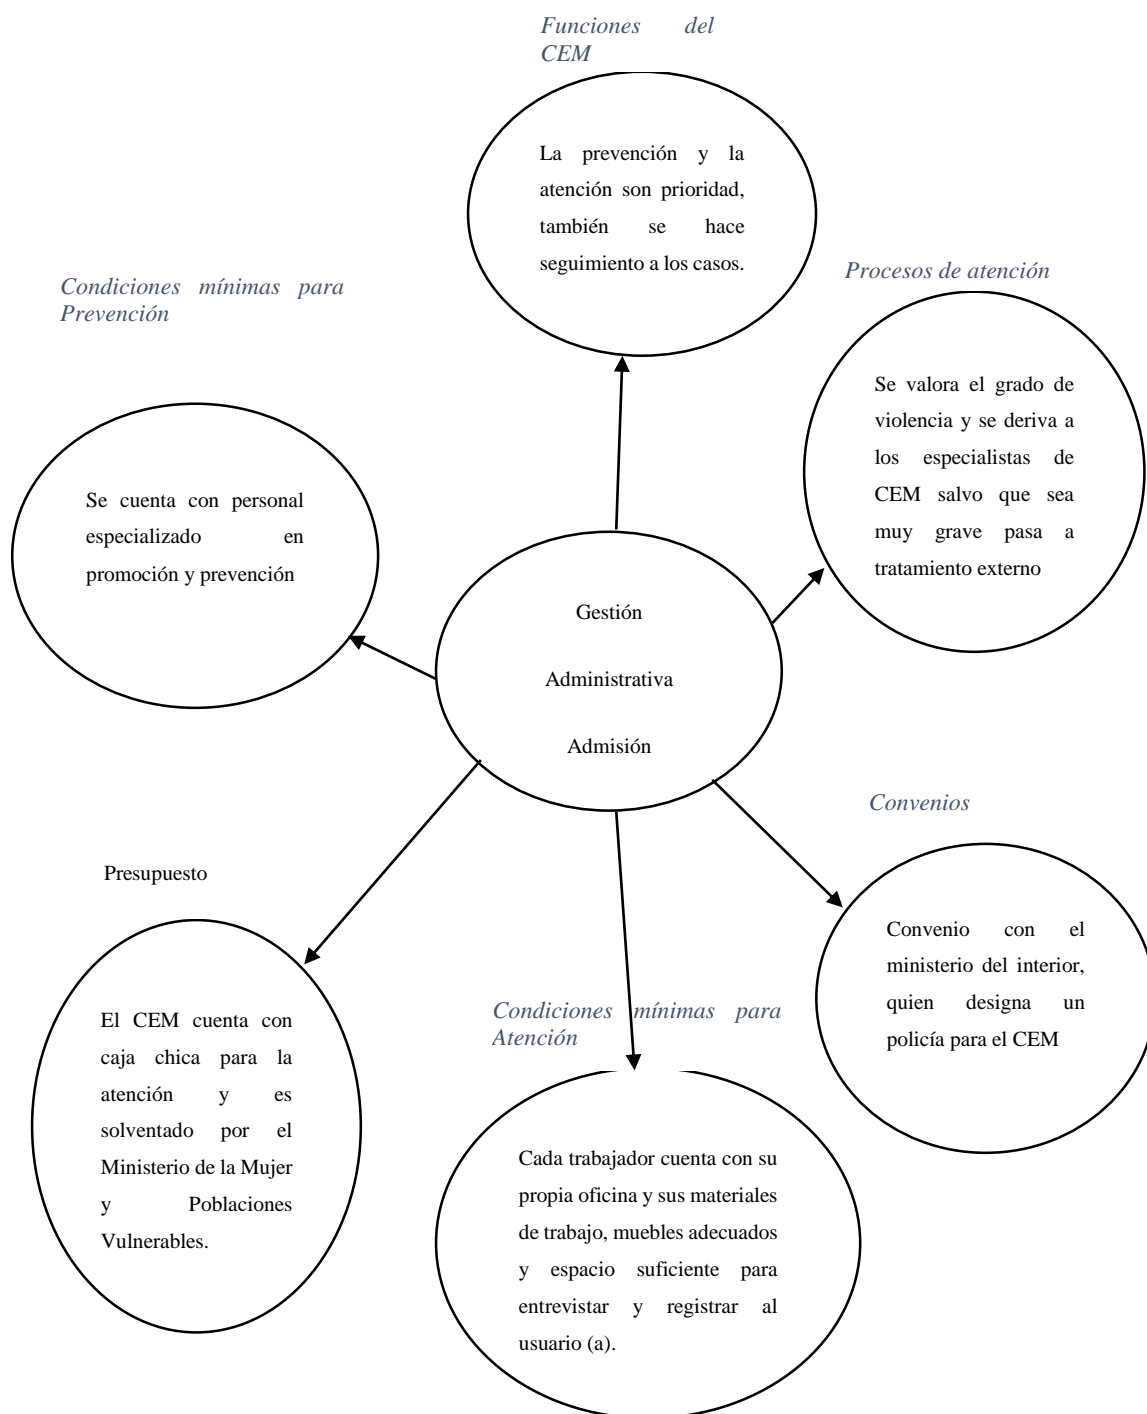 Funciones del
CEM
La prevención y la
atención son prioridad,
también se hace
seguimiento a los casos.
Condiciones mínimas para
Prevención
Procesos de atención
Se valora el grado de
violencia y se deriva a
los especialistas de
CEM salvo que sea
muy grave pasa a
tratamiento externo
Se cuenta con personal
especializado en
promoción y prevención
Gestión
Administrativa
Admisión
Convenios
Presupuesto
Convenio con el
ministerio del interior,
quien designa un
policía para el CEM
Condiciones mínimas para
Atención
El CEM cuenta con
caja chica para la
atención y es
solventado por el
Ministerio de la Mujer
y Poblaciones
Vulnerables.
Cada trabajador cuenta con su
propia oficina y sus materiales
de trabajo, muebles adecuados
y espacio suficiente para
entrevistar y registrar al
usuario (a).